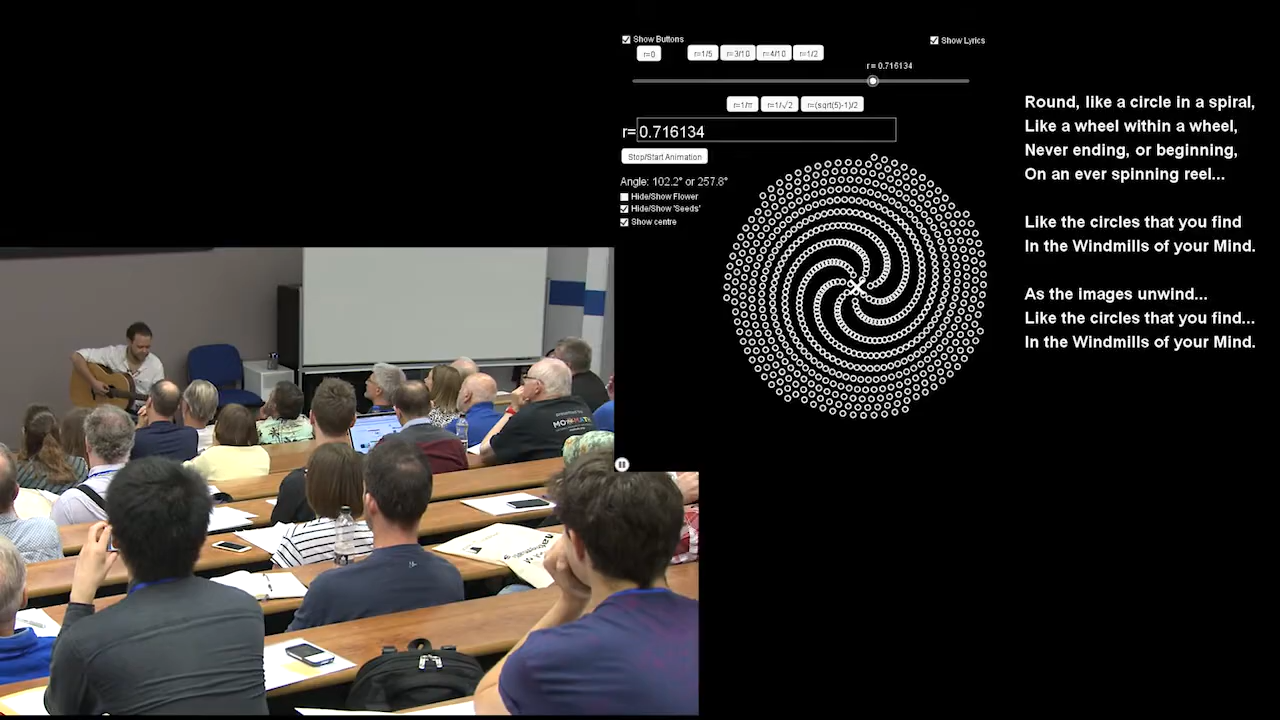 Show Buttons
Show Lyrics
r=0
r=1/5
r=3/10
r=4/10
r=1/2
r = 0.716134
r=1/π
r=1/√2
r=(sqrt(5)-1)/2
r=0.716134
Stop/Start Animation
Angle: 102.2° or 257.8°
Hide/Show Flower
Hide/Show 'Seeds'
Show centre
Round, like a circle in a spiral,
Like a wheel within a wheel,
Never ending, or beginning,
On an ever spinning reel...
Like the circles that you find
In the Windmills of your Mind.
As the images unwind...
Like the circles that you find...
In the Windmills of your Mind.